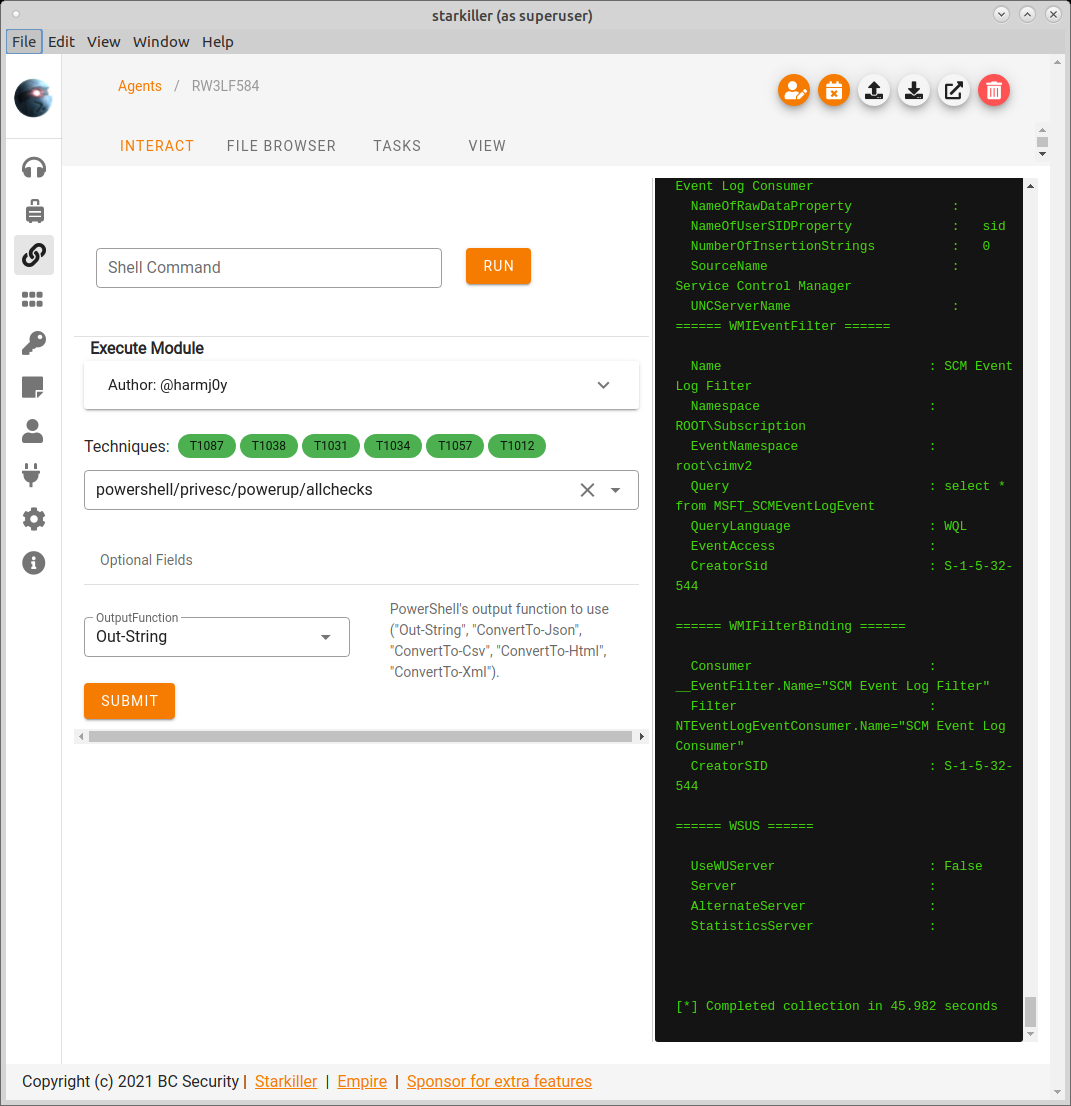 starkiller (as superuser)
File Edit View Window Help
Agents / RW3LF584
INTERACT FILE BROWSER TASKS VIEW
Shell Command
RUN
Execute Module
Author: @harmj0y
Techniques: T1087 T1038 T1031 T1034 T1057 T1012
powershell/privesc/powerup/allchecks
Optional Fields
OutputFunction
Out-String
PowerShell's output function to use
("Out-String", "ConvertTo-Json",
"ConvertTo-Csv", "ConvertTo-Html",
"ConvertTo-Xml").
SUBMIT
Event Log Consumer
NameOfRawDataProperty :
NameOfUserSIDProperty : sid
NumberOfInsertionStrings : 0
SourceName :
Service Control Manager
UNCServerName :
====== WMIEventFilter ======
Name : SCM Event
Log Filter
Namespace :
ROOT\Subscription
EventNamespace :
root\cimv2
Query : select *
from MSFT_SCMEventLogEvent
QueryLanguage : WQL
EventAccess :
CreatorSid : S-1-5-32-
544
====== WMIFilterBinding ======
Consumer :
__EventFilter.Name="SCM Event Log Filter"
Filter :
NTEventLogEventConsumer.Name="SCM Event Log
Consumer"
CreatorSID : S-1-5-32-
544
====== WSUS ======
UseWUServer : False
Server :
AlternateServer :
StatisticsServer :
[*] Completed collection in 45.982 seconds
Copyright (c) 2021 BC Security | Starkiller | Empire | Sponsor for extra features